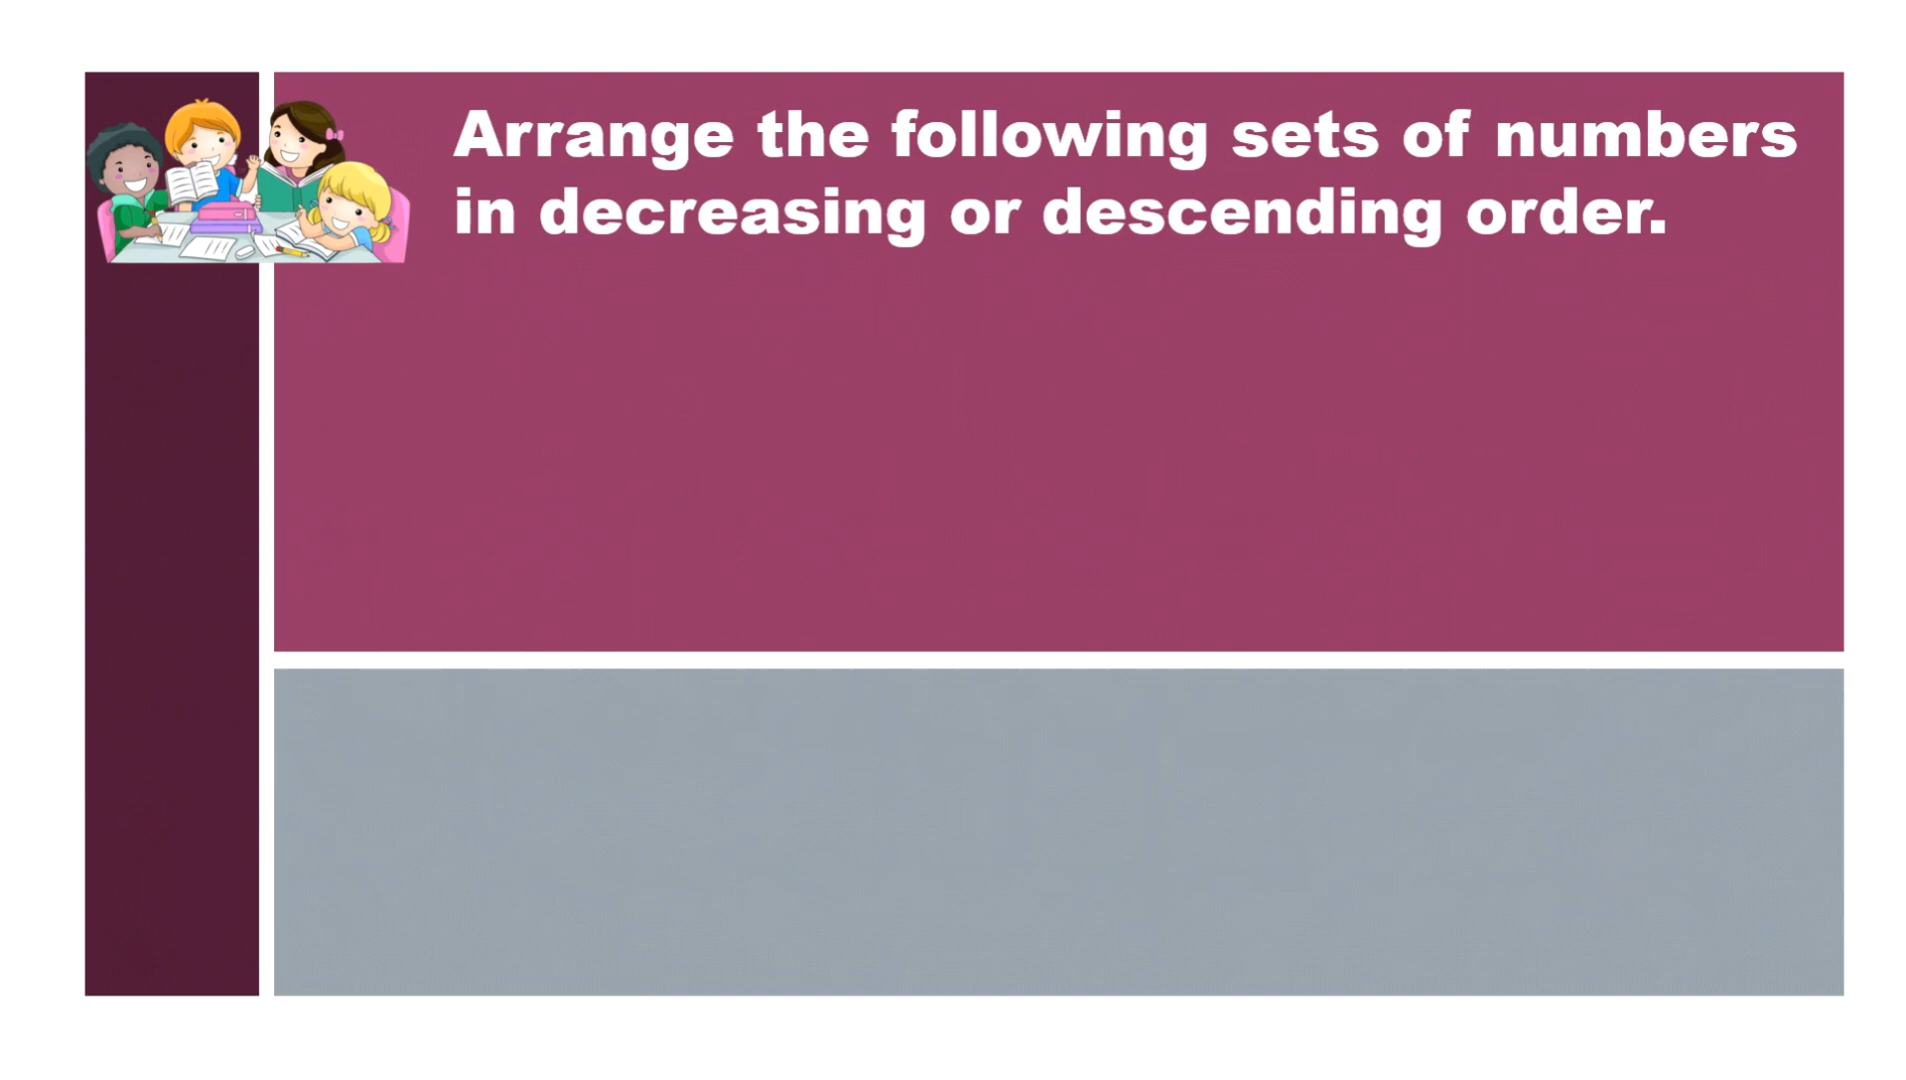 Arrange the following sets of numbers
in decreasing or descending order.